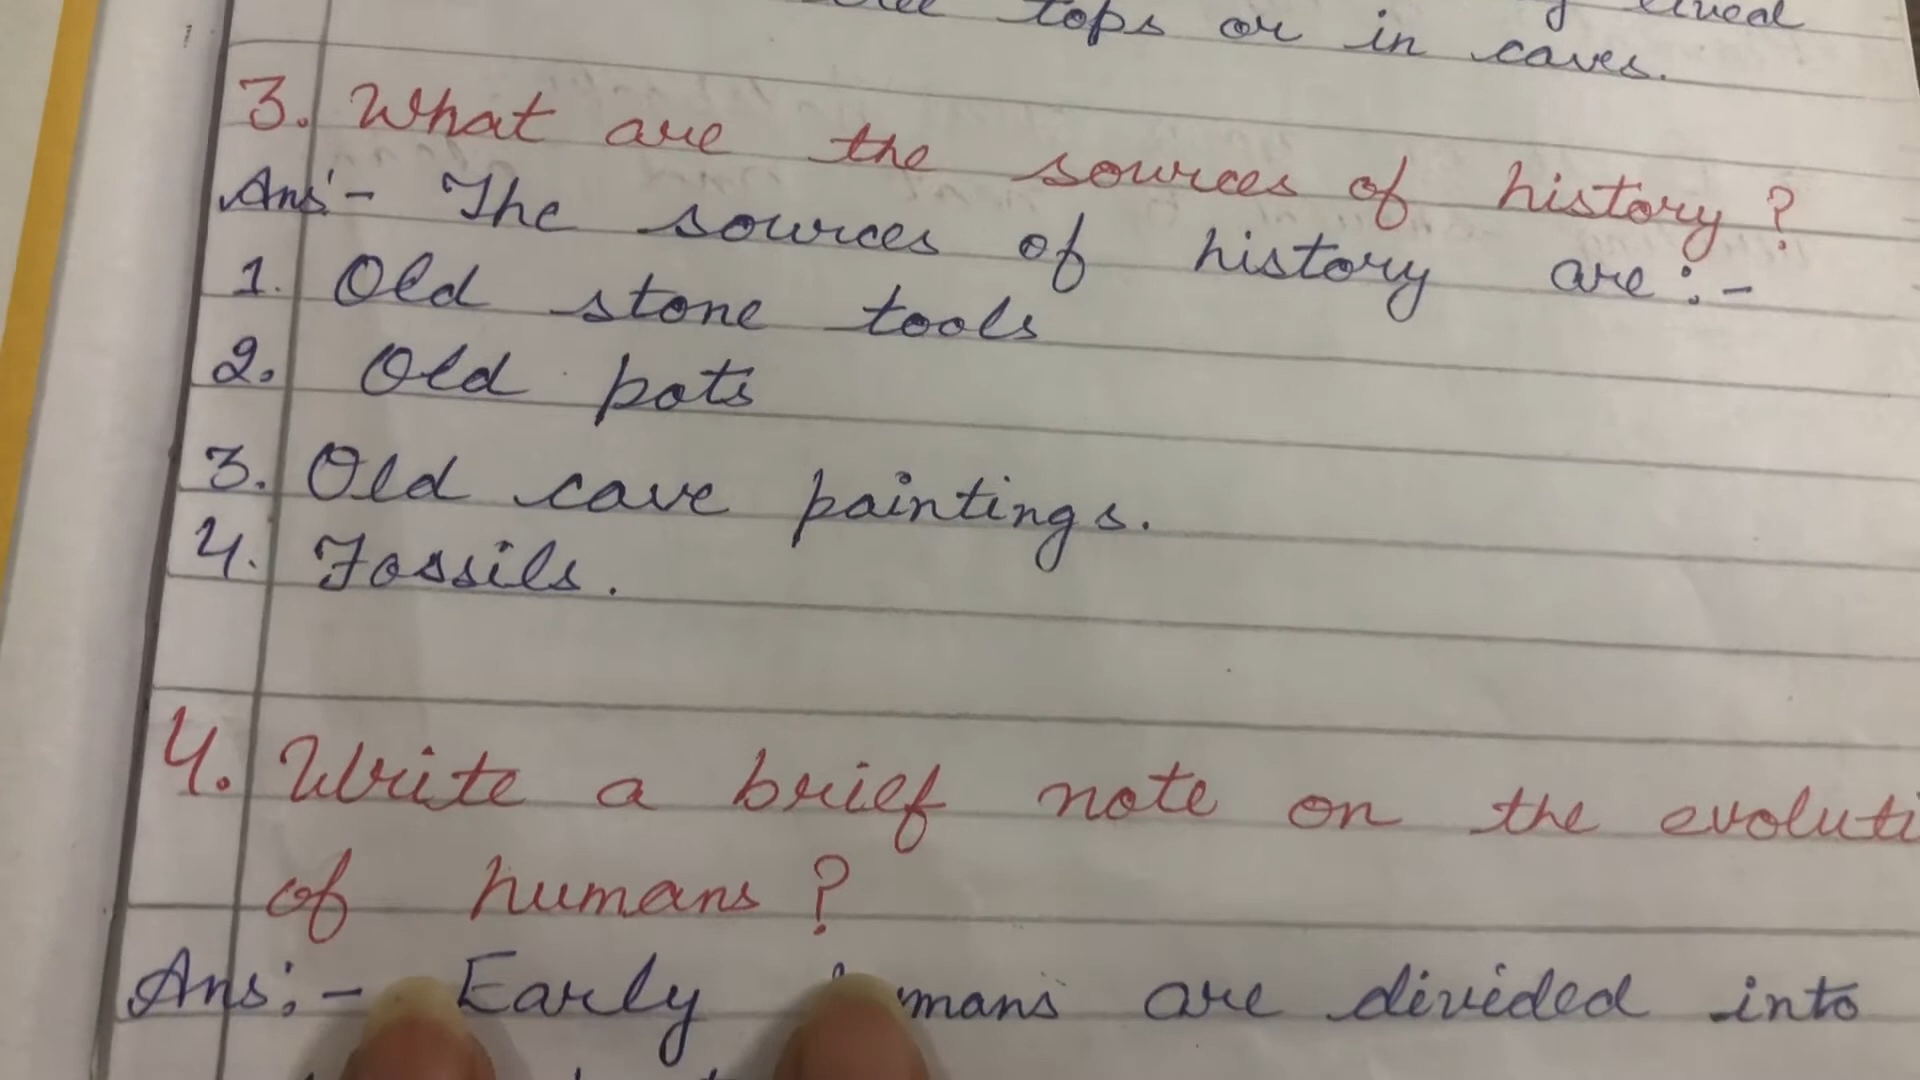 tops or in caves.
3. What are the sources of history?
Ans:- The sources of history are:-
1. Old stone tools
2. Old pots
3. Old cave paintings.
4. Fossils.
4. Write a brief note on the
of humans?
Ans:- Early are divided into